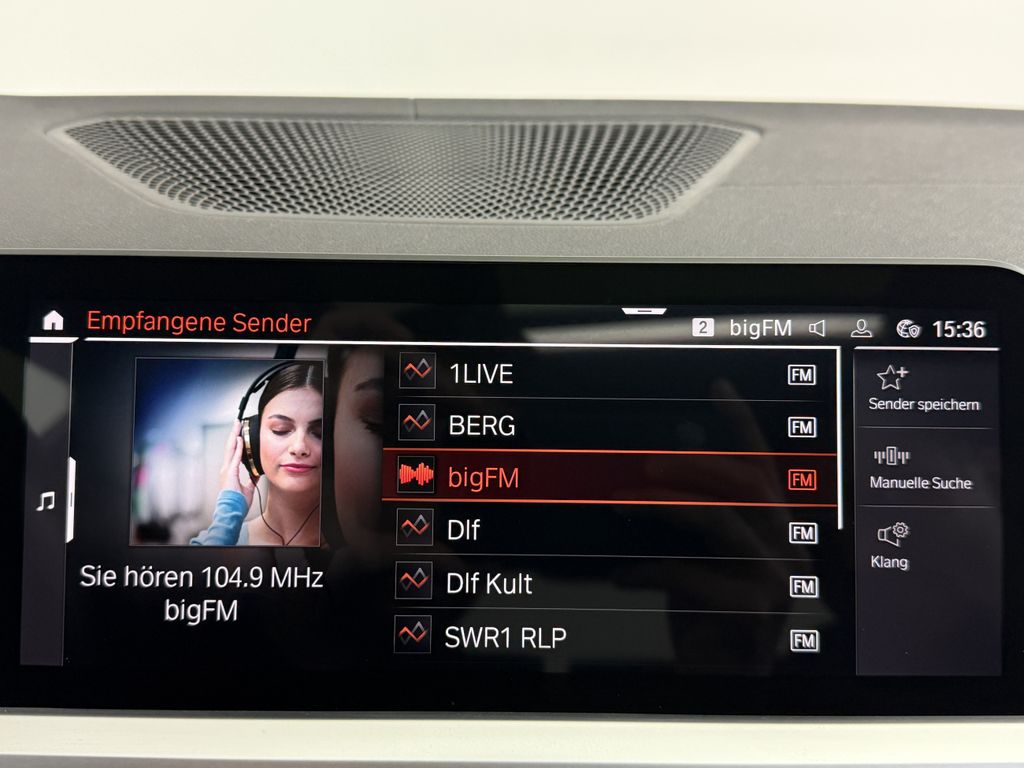 Empfangene Sender
2 bigFM 15:36
1LIVE FM
BERG FM
bigFM FM
Dlf FM
Dlf Kult FM
SWR1 RLP FM
Sie hören 104.9 MHz
bigFM
Sender speichern
Manuelle Suche
Klang